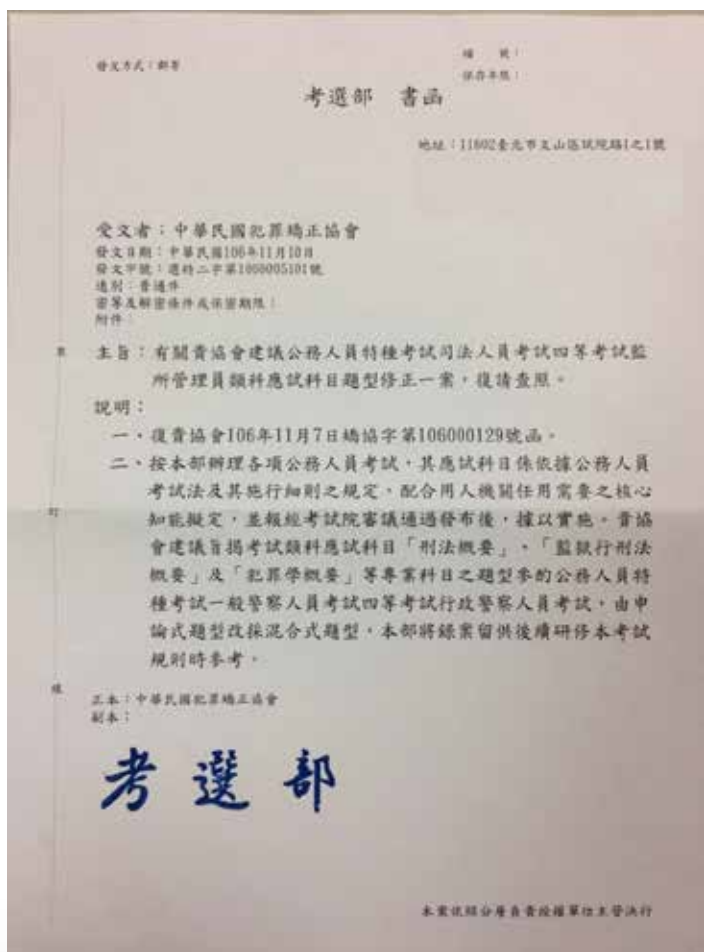 檔　號：
保存年限：
發文方式：郵寄
考選部　書函
地址：11602臺北市文山區試院路1之1號
受文者：中華民國犯罪矯正協會
發文日期：中華民國106年11月10日
發文字號：選特二字第1060005101號
速別：普通件
密等及解密條件或保密期限：
附件：
主旨：有關貴協會建議公務人員特種考試司法人員考試四等考試監
所管理員類科應試科目題型修正一案，復請查照。
說明：
一、復貴協會106年11月7日矯協字第106000129號函。
二、按本部辦理各項公務人員考試，其應試科目係依據公務人員
考試法及其施行細則之規定，配合用人機關任用需要之核心
知能擬定，並報經考試院審議通過發布後，據以實施。貴協
會建議旨揭考試類科應試科目「刑法概要」、「監獄行刑法
概要」及「犯罪學概要」等專業科目之題型參酌公務人員特
種考試一般警察人員考試四等考試行政警察人員考試，由申
論式題型改採混合式題型，本部將錄案留供後續研修本考試
規則時參考。
裝
訂
線
正本：中華民國犯罪矯正協會
副本：
考選部
本案依照分層負責授權單位主管決行